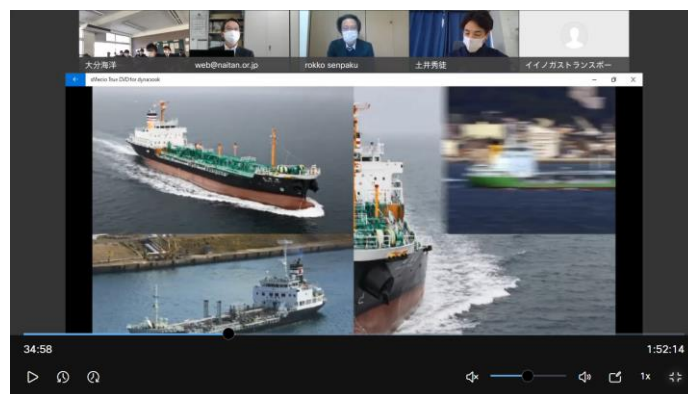 大分海洋
web@naitan.or.jp
rokko senpaku
土井秀徒
イイノガストランスポー
34:58
1:52:14
1x